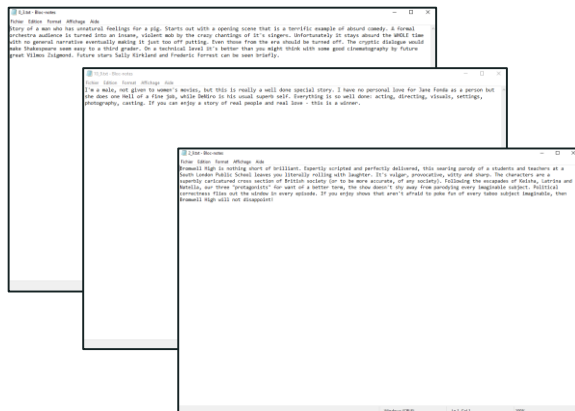 0_3.txt - Bloc-notes
Fichier Edition Format Affichage Aide
Story of a man who has unnatural feelings for a pig. Starts out with a opening scene that is a terrific example of absurd comedy. A formal
orchestra audience is turned into an insane, violent mob by the crazy chantings of it's singers. Unfortunately it stays absurd the WHOLE time
with no general narrative eventually making it just too off putting. Even those from the era should be turned off. The cryptic dialogue would
make Shakespeare seem easy to a third grader. On a technical level it's better than you might think with some good cinematography by future
great Vilmos Zsigmond. Future stars Sally Kirkland and Frederic Forrest can be seen briefly.
- Bloc-notes
Fichier Edition Format Affichage Aide
I'm a male, not given to women's movies, but this is really a well done special story. I have no personal love for Jane Fonda as a person but
she does one Hell of a fine job, while DeNiro is his usual superb self. Everything is so well done: acting, directing, visuals, settings,
photography, casting. If you can enjoy a story of real people and real love - this is a winner.
- Bloc-notes
Fichier Edition Format Affichage Aide
Bromwell High is nothing short of brilliant. Expertly scripted and perfectly delivered, this searing parody of a students and teachers at a
South London Public School leaves you literally rolling with laughter. It's vulgar, provocative, witty and sharp. The characters are a
superbly caricatured cross section of British society (or to be more accurate, of any society). Following the escapades of Keisha, Latrina and
Natella, our three "protagonists" for want of a better term, the show doesn't shy away from parodying every imaginable subject. Political
correctness flies out the window in every episode. If you enjoy shows that aren't afraid to poke fun of every taboo subject imaginable, then
Bromwell High will not disappoint!